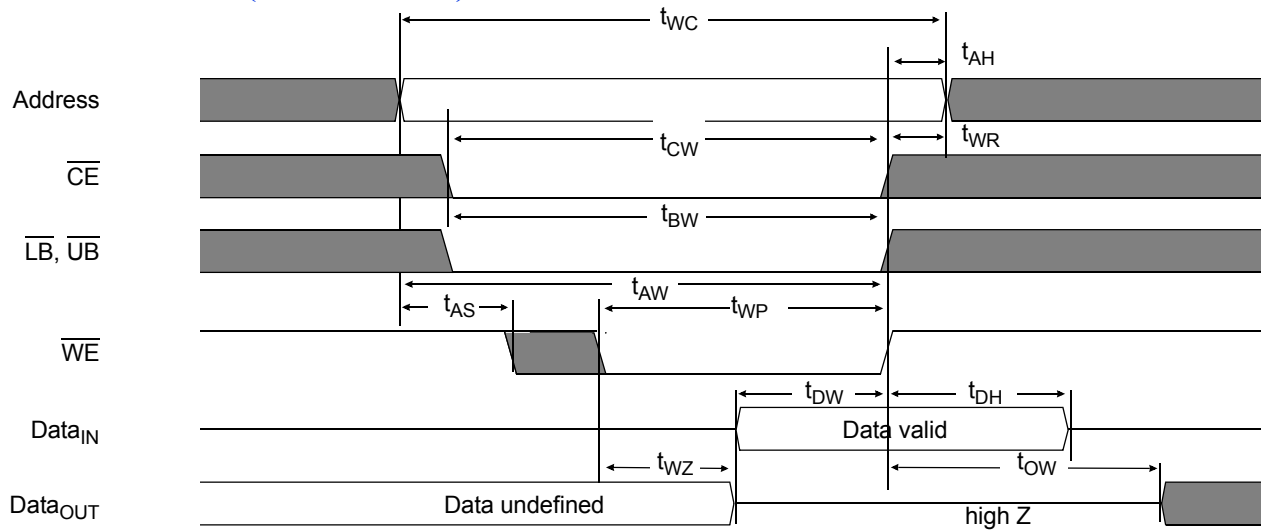 tWC
tAH
Address
tCW
tWR
CE
tBW
LB, UB
tAW
tAS
tWP
WE
tDW
tDH
DataIN
Data valid
tWZ
tOW
DataOUT
Data undefined
high Z